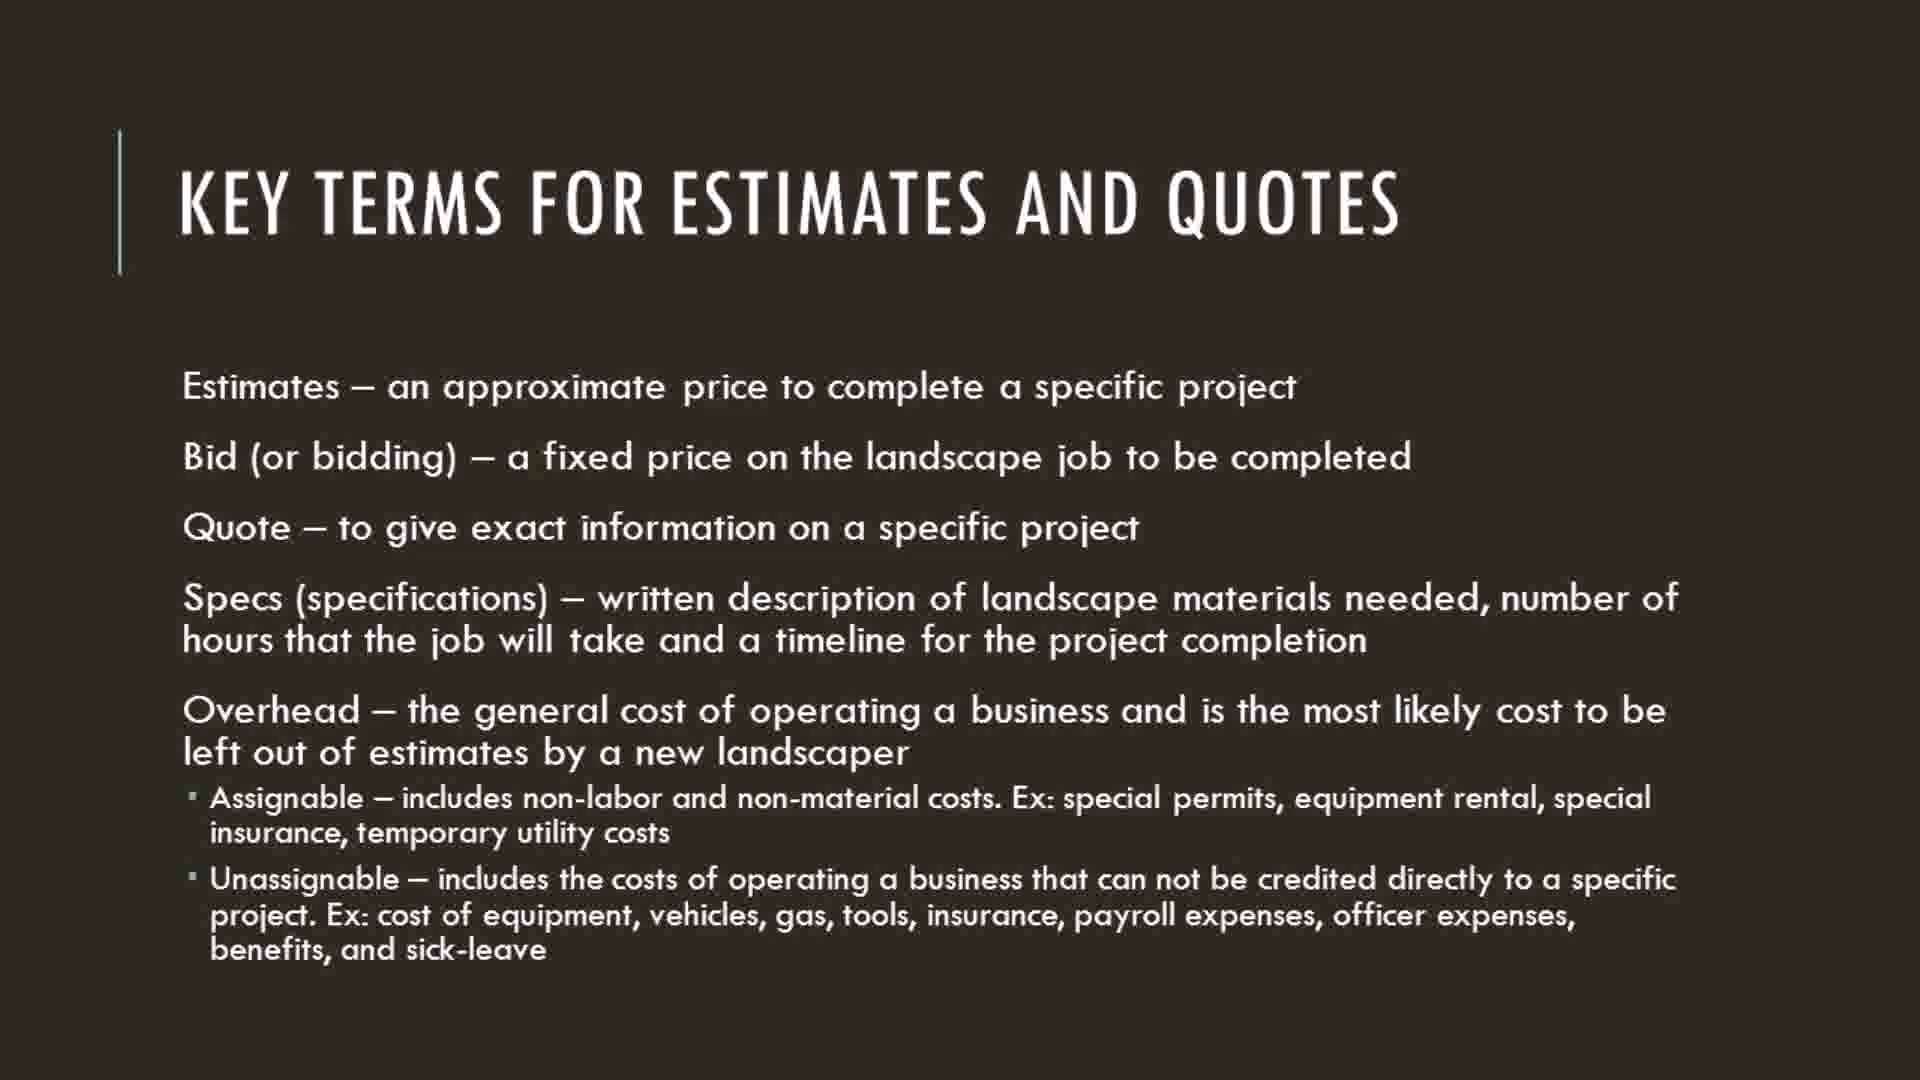 KEY TERMS FOR ESTIMATES AND QUOTES
Estimates – an approximate price to complete a specific project
Bid (or bidding) – a fixed price on the landscape job to be completed
Quote – to give exact information on a specific project
Specs (specifications) – written description of landscape materials needed, number of
hours that the job will take and a timeline for the project completion
Overhead – the general cost of operating a business and is the most likely cost to be
left out of estimates by a new landscaper
▪ Assignable – includes non-labor and non-material costs. Ex: special permits, equipment rental, special
insurance, temporary utility costs
▪ Unassignable – includes the costs of operating a business that can not be credited directly to a specific
project. Ex: cost of equipment, vehicles, gas, tools, insurance, payroll expenses, officer expenses,
benefits, and sick-leave